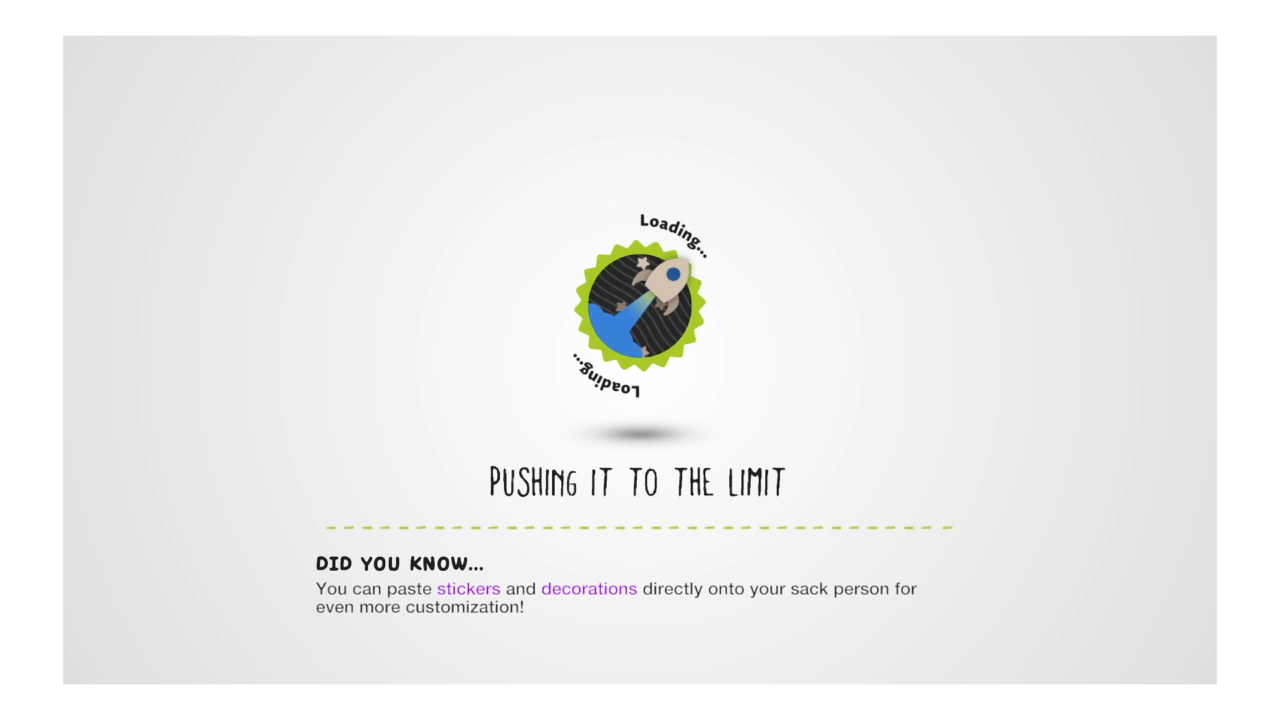 Loading...
Loading...
PUSHING IT TO THE LIMIT
DID YOU KNOW...
You can paste stickers and decorations directly onto your sack person for
even more customization!